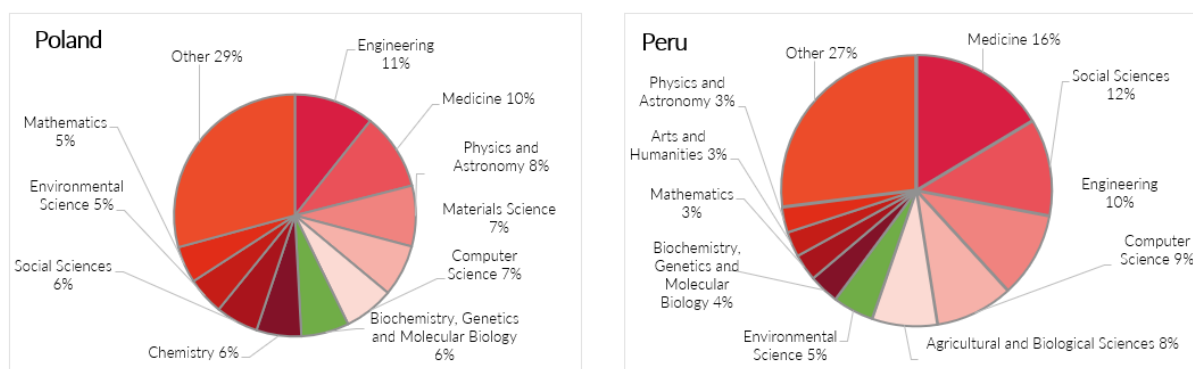 Poland
Engineering
11%
Medicine 10%
Physics and
Astronomy 8%
Materials Science
7%
Computer
Science 7%
Biochemistry, Genetics
and Molecular Biology
6%
Chemistry 6%
Social Sciences
6%
Environmental
Science 5%
Mathematics
5%
Other 29%
Peru
Medicine 16%
Social Sciences
12%
Engineering
10%
Computer
Science 9%
Agricultural and Biological Sciences 8%
Environmental
Science 5%
Biochemistry,
Genetics and
Molecular
Biology 4%
Mathematics
3%
Arts and
Humanities 3%
Physics and
Astronomy 3%
Other 27%